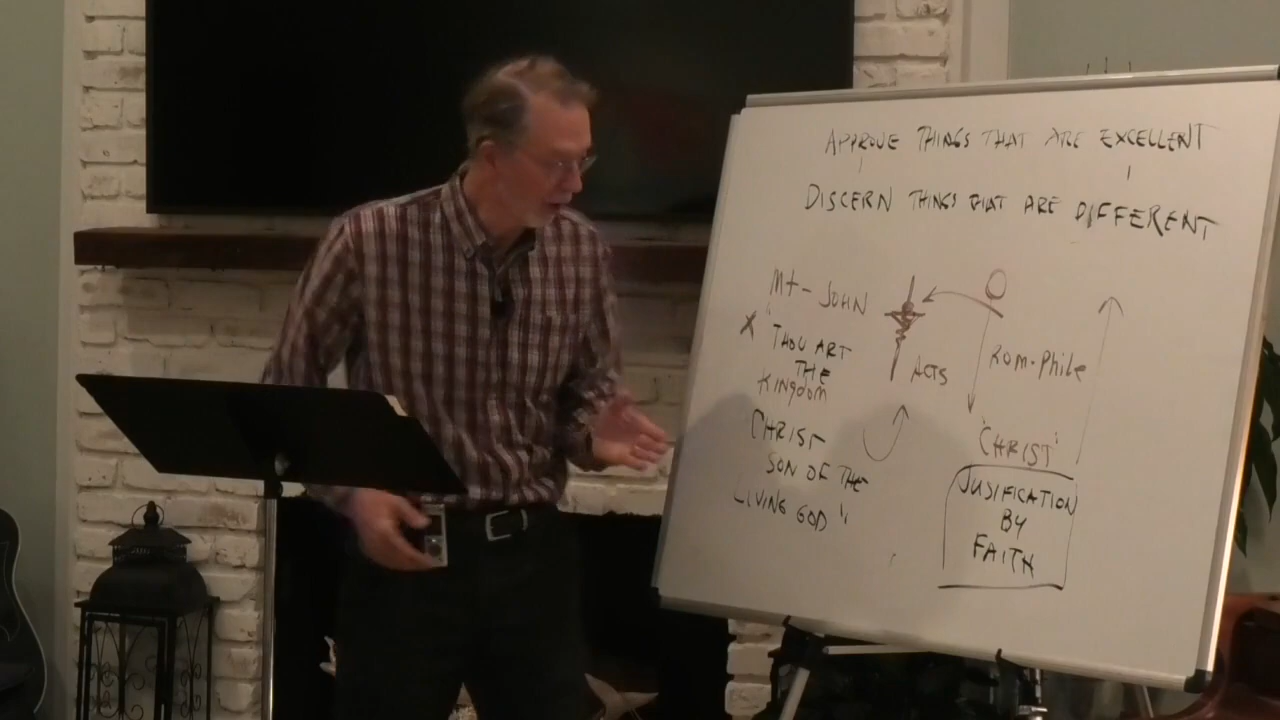 APPROVE THINGS THAT ARE EXCELLENT
DISCERN THINGS THAT ARE DIFFERENT
Mt - JOHN
X "THOU ART
THE
KINGDOM
CHRIST
SON OF THE
LIVING GOD"
ACTS
ROM - Phile
"CHRIST"
JUSIFICATION
BY
FAITH